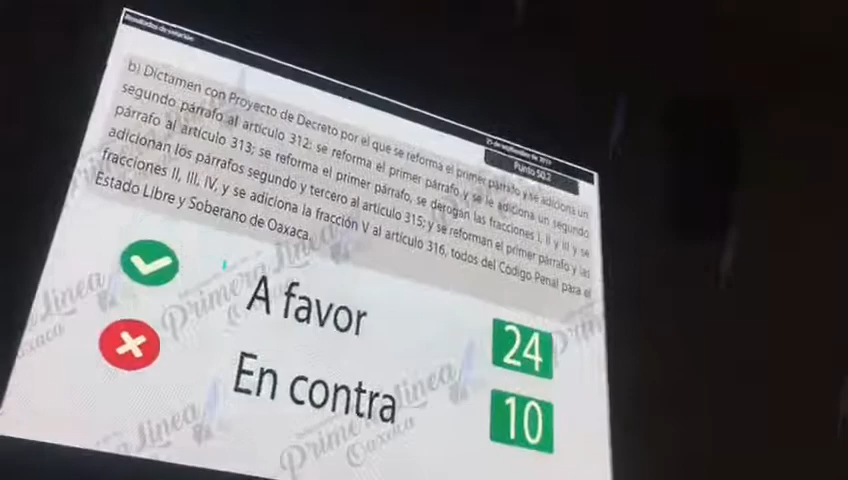 Resultados de votación
25 de septiembre de 2019
Punto 50.2
b) Dictamen con Proyecto de Decreto por el que se reforma el primer párrafo y se adiciona un
segundo párrafo al artículo 312; se reforma el primer párrafo y se le adiciona un segundo
párrafo al artículo 313; se reforma el primer párrafo, se derogan las fracciones I, II y III y se
adicionan los párrafos segundo y tercero al artículo 315; y se reforman el primer párrafo y las
fracciones II, III, IV, y se adiciona la fracción V al artículo 316, todos del Código Penal para el
Estado Libre y Soberano de Oaxaca.
A favor
24
En contra
10
Primera Línea
Oaxaca